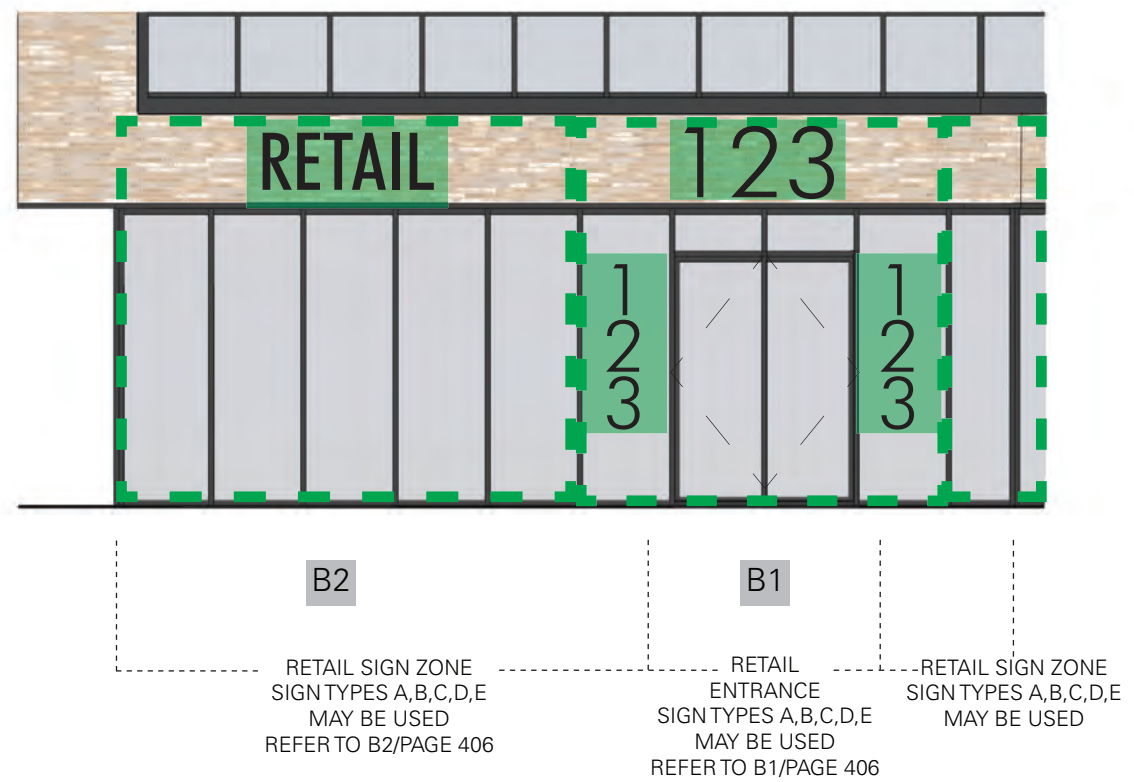 RETAIL
123
1
2
3
1
2
3
B2
B1
RETAIL SIGN ZONE
SIGN TYPES A,B,C,D,E
MAY BE USED
REFER TO B2/PAGE 406
RETAIL
ENTRANCE
SIGN TYPES A,B,C,D,E
MAY BE USED
REFER TO B1/PAGE 406
RETAIL SIGN ZONE
SIGN TYPES A,B,C,D,E
MAY BE USED